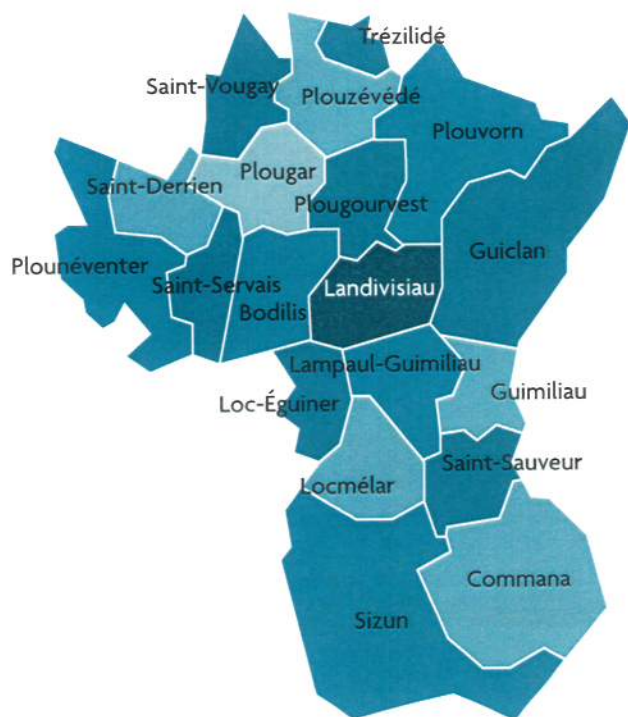 Trézilidé
Saint-Vougay
Plouzévédé
Plouvorn
Saint-Derrien
Plougar
Plougourvest
Plounéventer
Saint-Servais
Guiclan
Landivisiau
Bodilis
Lampaul-Guimiliau
Guimiliau
Loc-Éguiner
Saint-Sauveur
Locmélar
Commana
Sizun